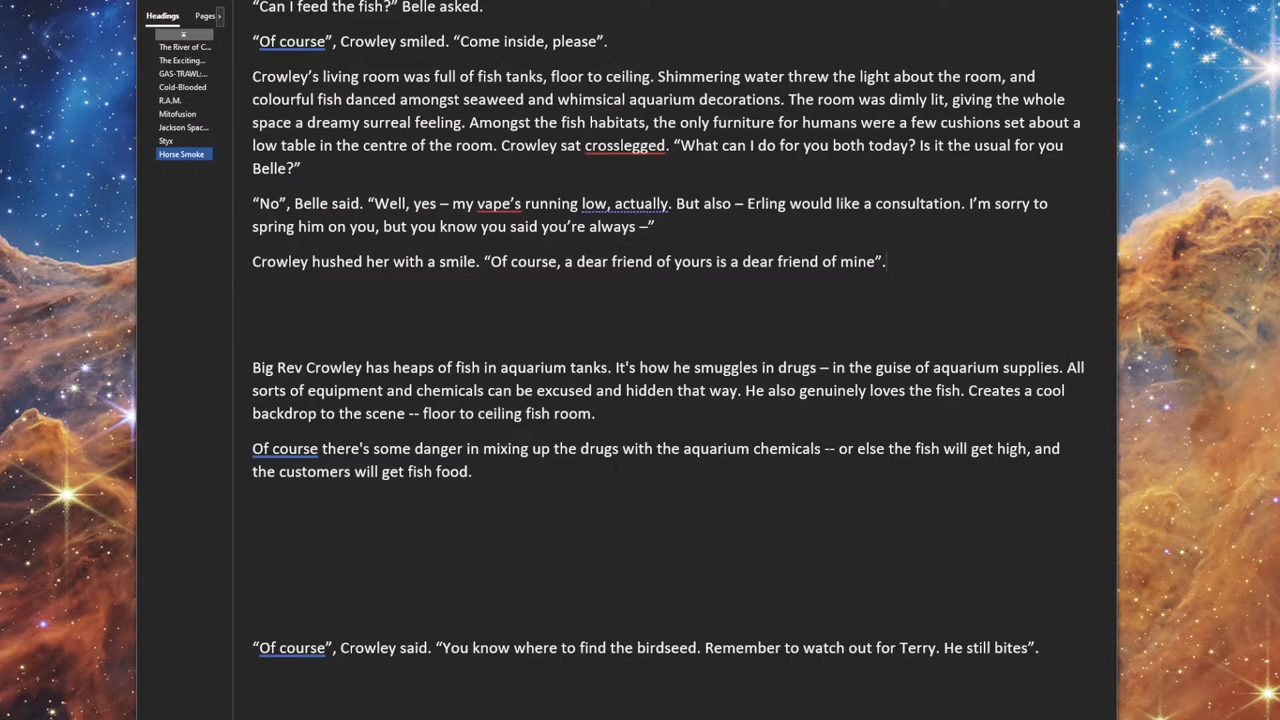 Headings
Pages
The River of C...
The Exciting...
GAS-TRAWL:...
Cold-Blooded
R.A.M.
Mitofusion
Jackson Spac...
Styx
Horse Smoke
“Can I feed the fish?” Belle asked.
“Of course”, Crowley smiled. “Come inside, please”.
Crowley’s living room was full of fish tanks, floor to ceiling. Shimmering water threw the light about the room, and
colourful fish danced amongst seaweed and whimsical aquarium decorations. The room was dimly lit, giving the whole
space a dreamy surreal feeling. Amongst the fish habitats, the only furniture for humans were a few cushions set about a
low table in the centre of the room. Crowley sat crosslegged. “What can I do for you both today? Is it the usual for you
Belle?”
“No”, Belle said. “Well, yes – my vape’s running low, actually. But also – Erling would like a consultation. I’m sorry to
spring him on you, but you know you said you’re always –”
Crowley hushed her with a smile. “Of course, a dear friend of yours is a dear friend of mine”.
Big Rev Crowley has heaps of fish in aquarium tanks. It's how he smuggles in drugs – in the guise of aquarium supplies. All
sorts of equipment and chemicals can be excused and hidden that way. He also genuinely loves the fish. Creates a cool
backdrop to the scene -- floor to ceiling fish room.
Of course there's some danger in mixing up the drugs with the aquarium chemicals -- or else the fish will get high, and
the customers will get fish food.
“Of course”, Crowley said. “You know where to find the birdseed. Remember to watch out for Terry. He still bites”.